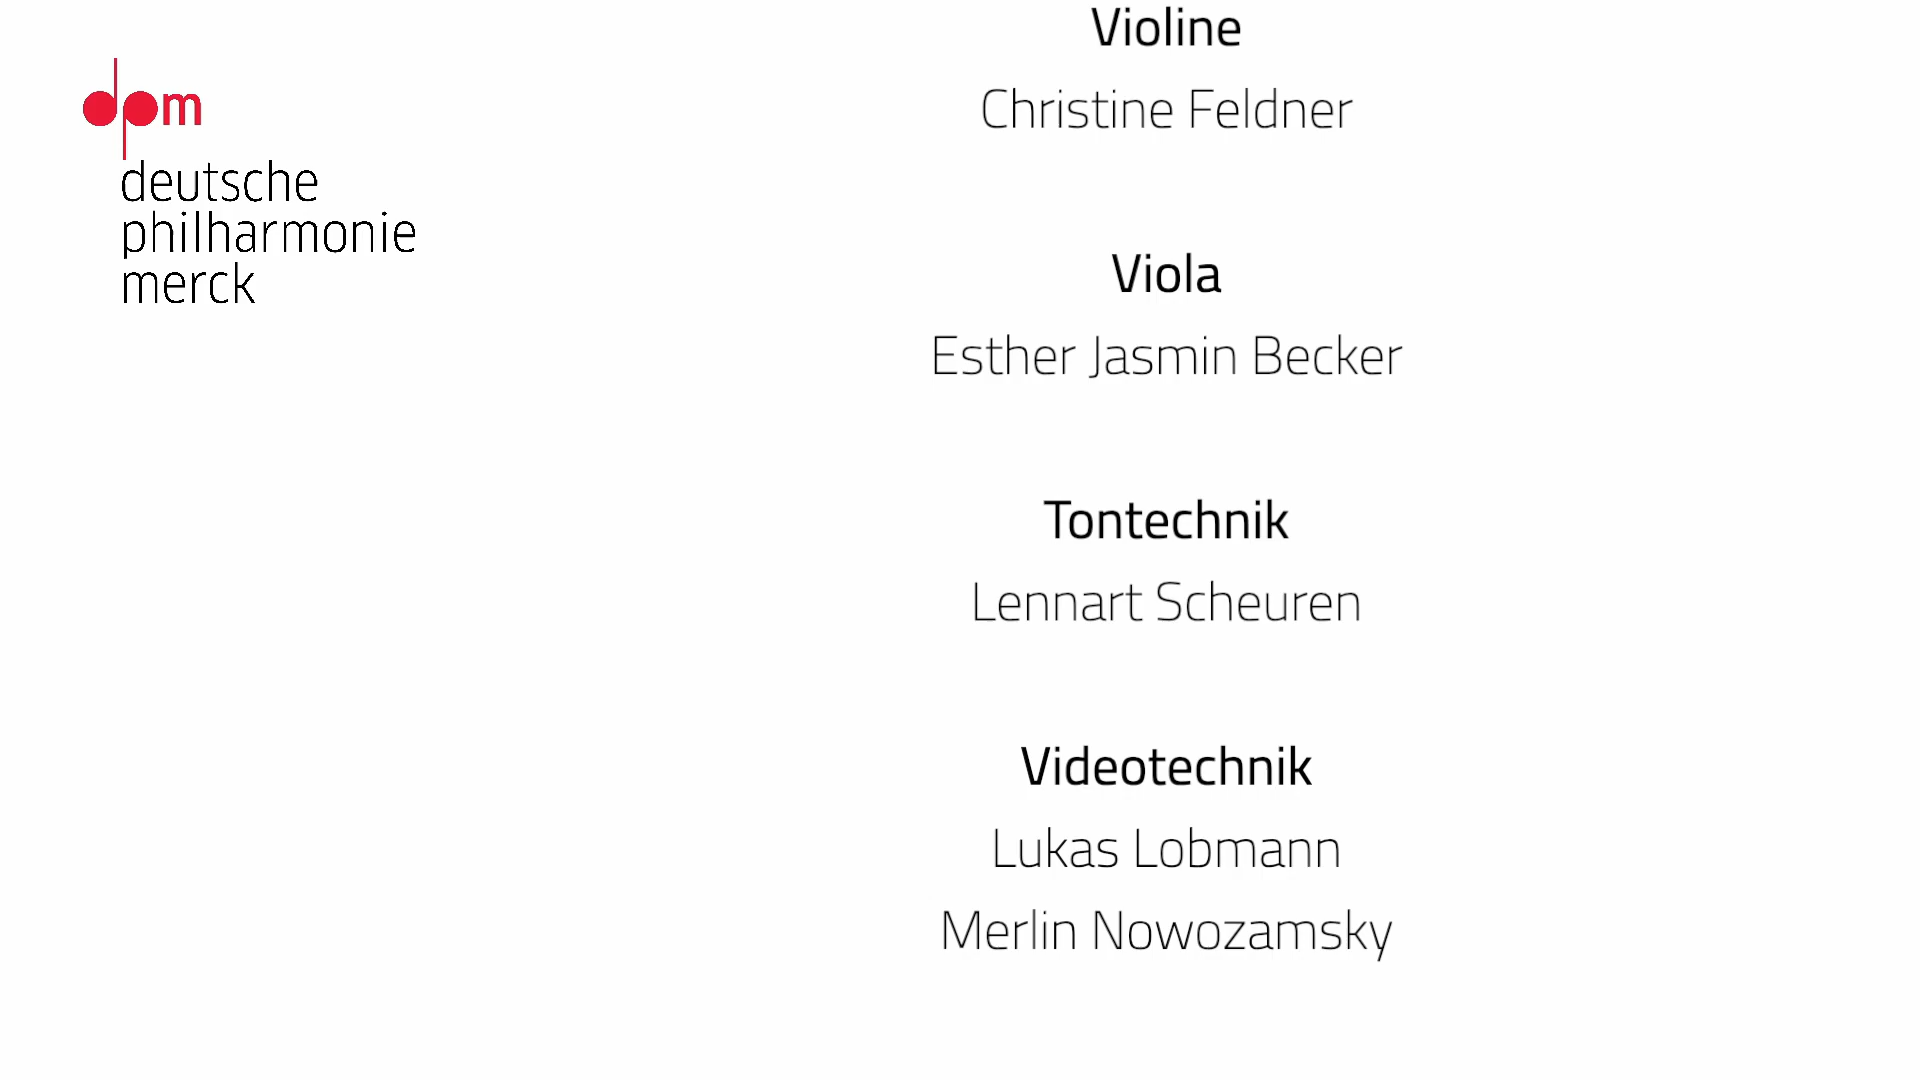 dpm
deutsche
philharmonie
merck
Violine
Christine Feldner
Viola
Esther Jasmin Becker
Tontechnik
Lennart Scheuren
Videotechnik
Lukas Lobmann
Merlin Nowozamsky